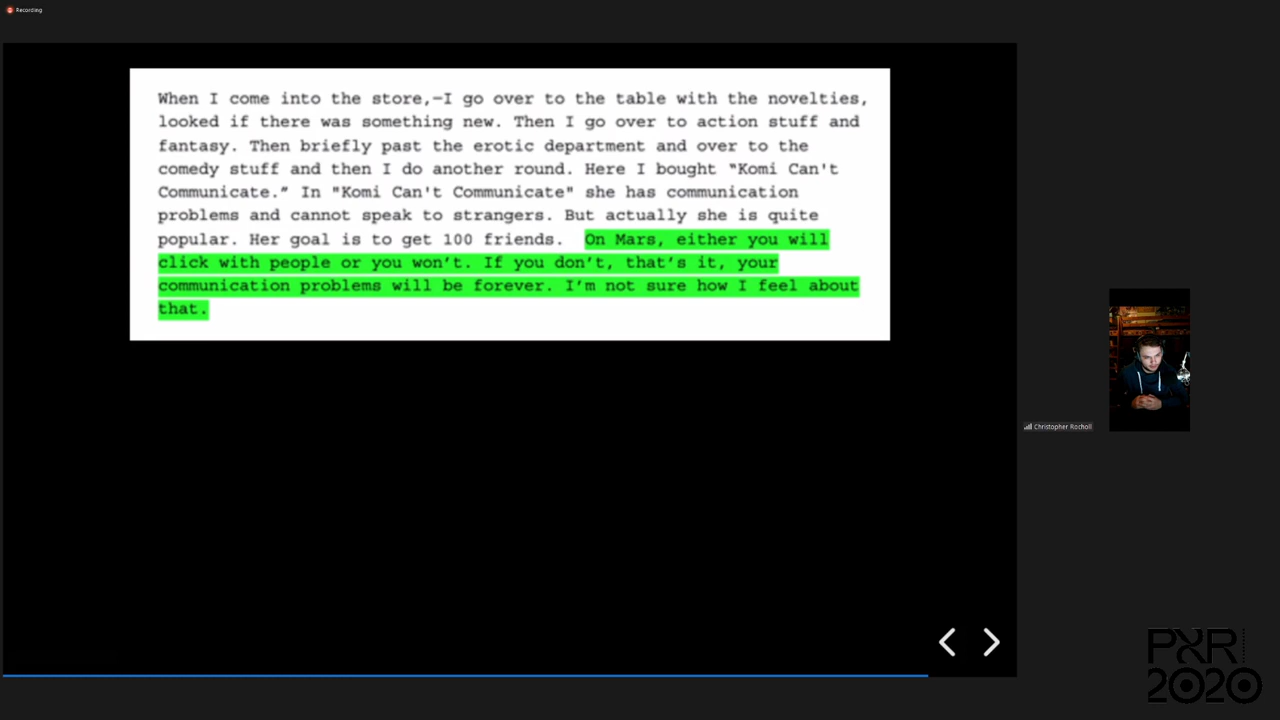 Recording
When I come into the store,—I go over to the table with the novelties,
looked if there was something new. Then I go over to action stuff and
fantasy. Then briefly past the erotic department and over to the
comedy stuff and then I do another round. Here I bought “Komi Can't
Communicate.” In "Komi Can't Communicate" she has communication
problems and cannot speak to strangers. But actually she is quite
popular. Her goal is to get 100 friends. On Mars, either you will
click with people or you won’t. If you don’t, that’s it, your
communication problems will be forever. I’m not sure how I feel about
that.
Christopher Rocholl
PXR
2020